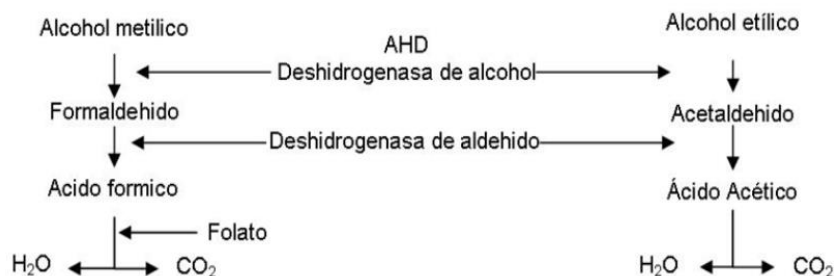 Alcohol metilico
AHD
Alcohol etílico
Deshidrogenasa de alcohol
Formaldehido
Acetaldehido
Deshidrogenasa de aldehido
Acido formico
Ácido Acético
Folato
H₂O
CO₂
H₂O
CO₂